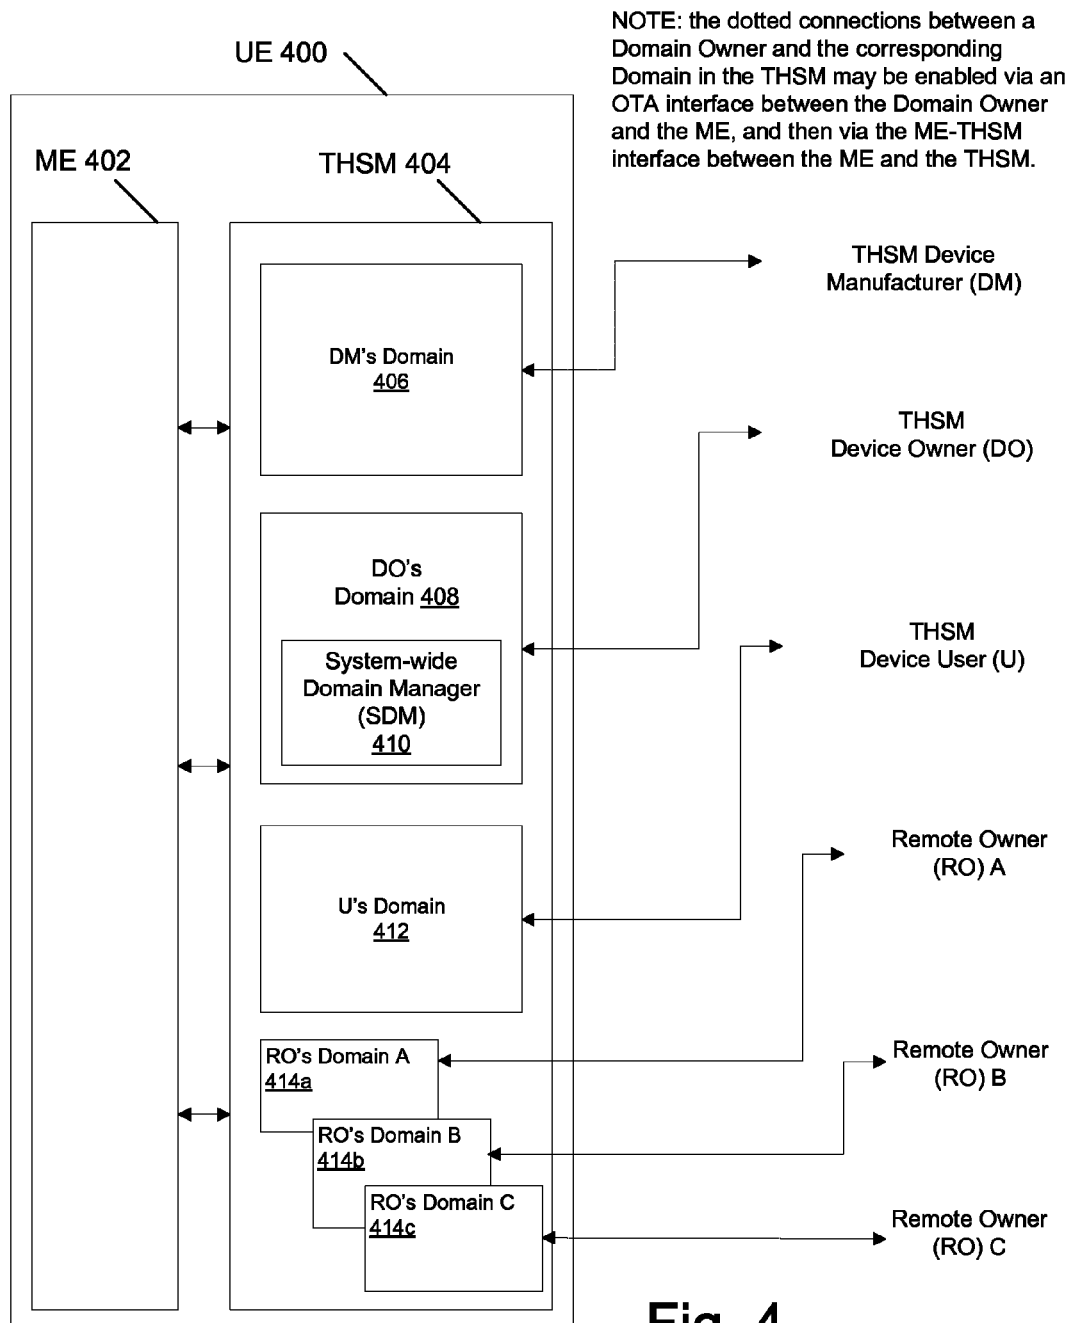 NOTE: the dotted connections between a
Domain Owner and the corresponding
Domain in the THSM may be enabled via an
OTA interface between the Domain Owner
and the ME, and then via the ME-THSM
interface between the ME and the THSM.
UE 400
ME 402
THSM 404
DM's Domain
406
THSM Device
Manufacturer (DM)
DO's
Domain 408
System-wide
Domain Manager
(SDM)
410
THSM
Device Owner (DO)
U's Domain
412
THSM
Device User (U)
RO's Domain A
414a
Remote Owner
(RO) A
RO's Domain B
414b
Remote Owner
(RO) B
RO's Domain C
414c
Remote Owner
(RO) C
Fig. 4